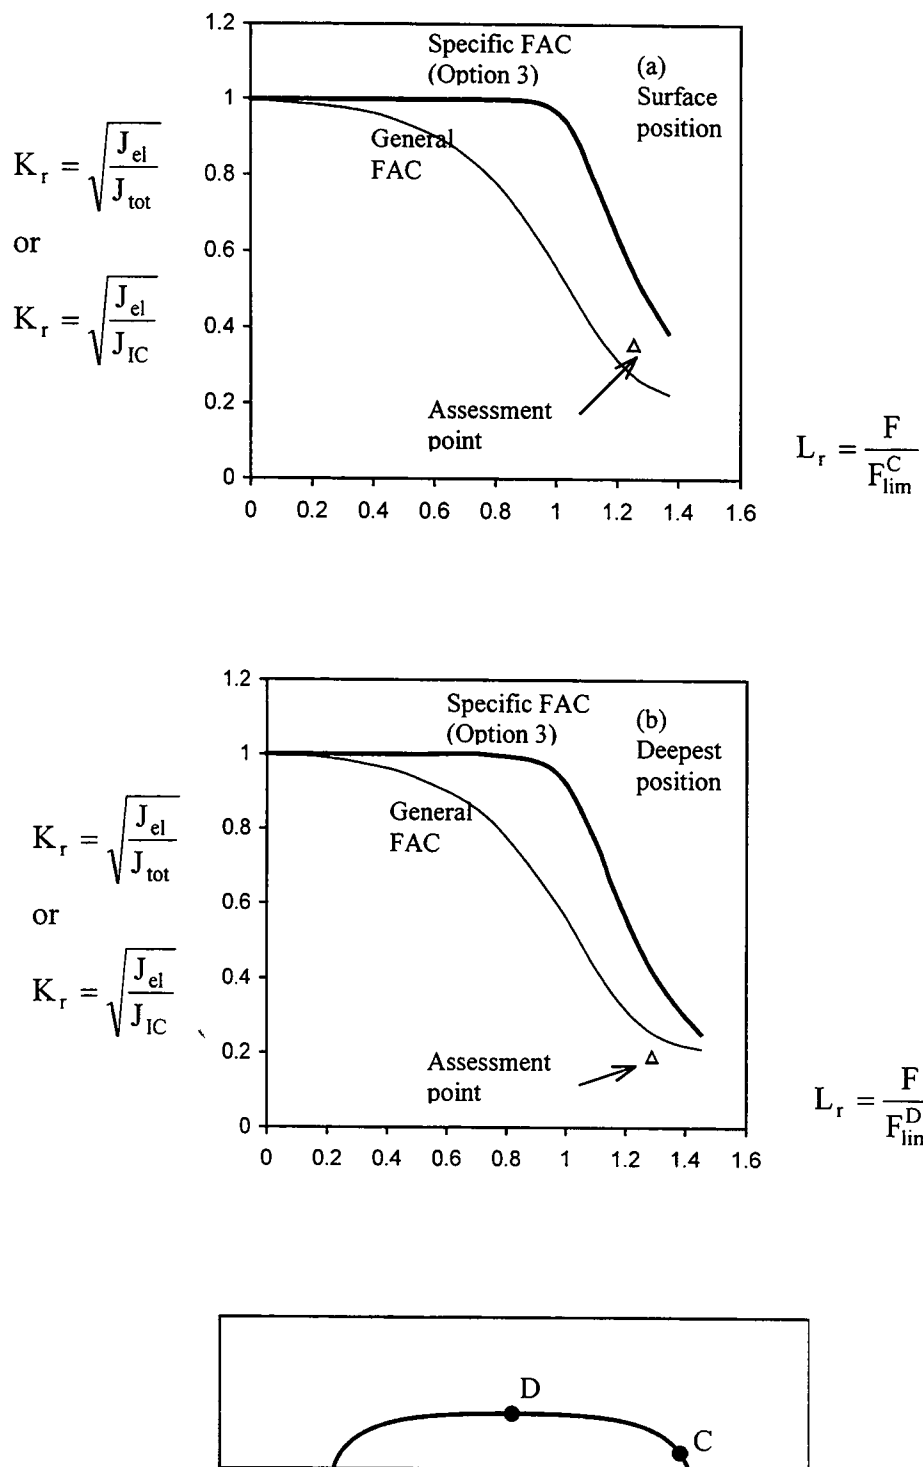 1.2
Specific FAC
(Option 3)
(a)
Surface
position
1
General
FAC
K_r = √(J_el / J_tot)
or
K_r = √(J_el / J_IC)
0.8
0.6
0.4
0.2
0
Assessment
point
L_r = F / F_lim^C
0 0.2 0.4 0.6 0.8 1 1.2 1.4 1.6
1.2
Specific FAC
(Option 3)
(b)
Deepest
position
1
General
FAC
K_r = √(J_el / J_tot)
or
K_r = √(J_el / J_IC)
0.8
0.6
0.4
0.2
0
Assessment
point
L_r = F / F_lin^D
0 0.2 0.4 0.6 0.8 1 1.2 1.4 1.6
D
C